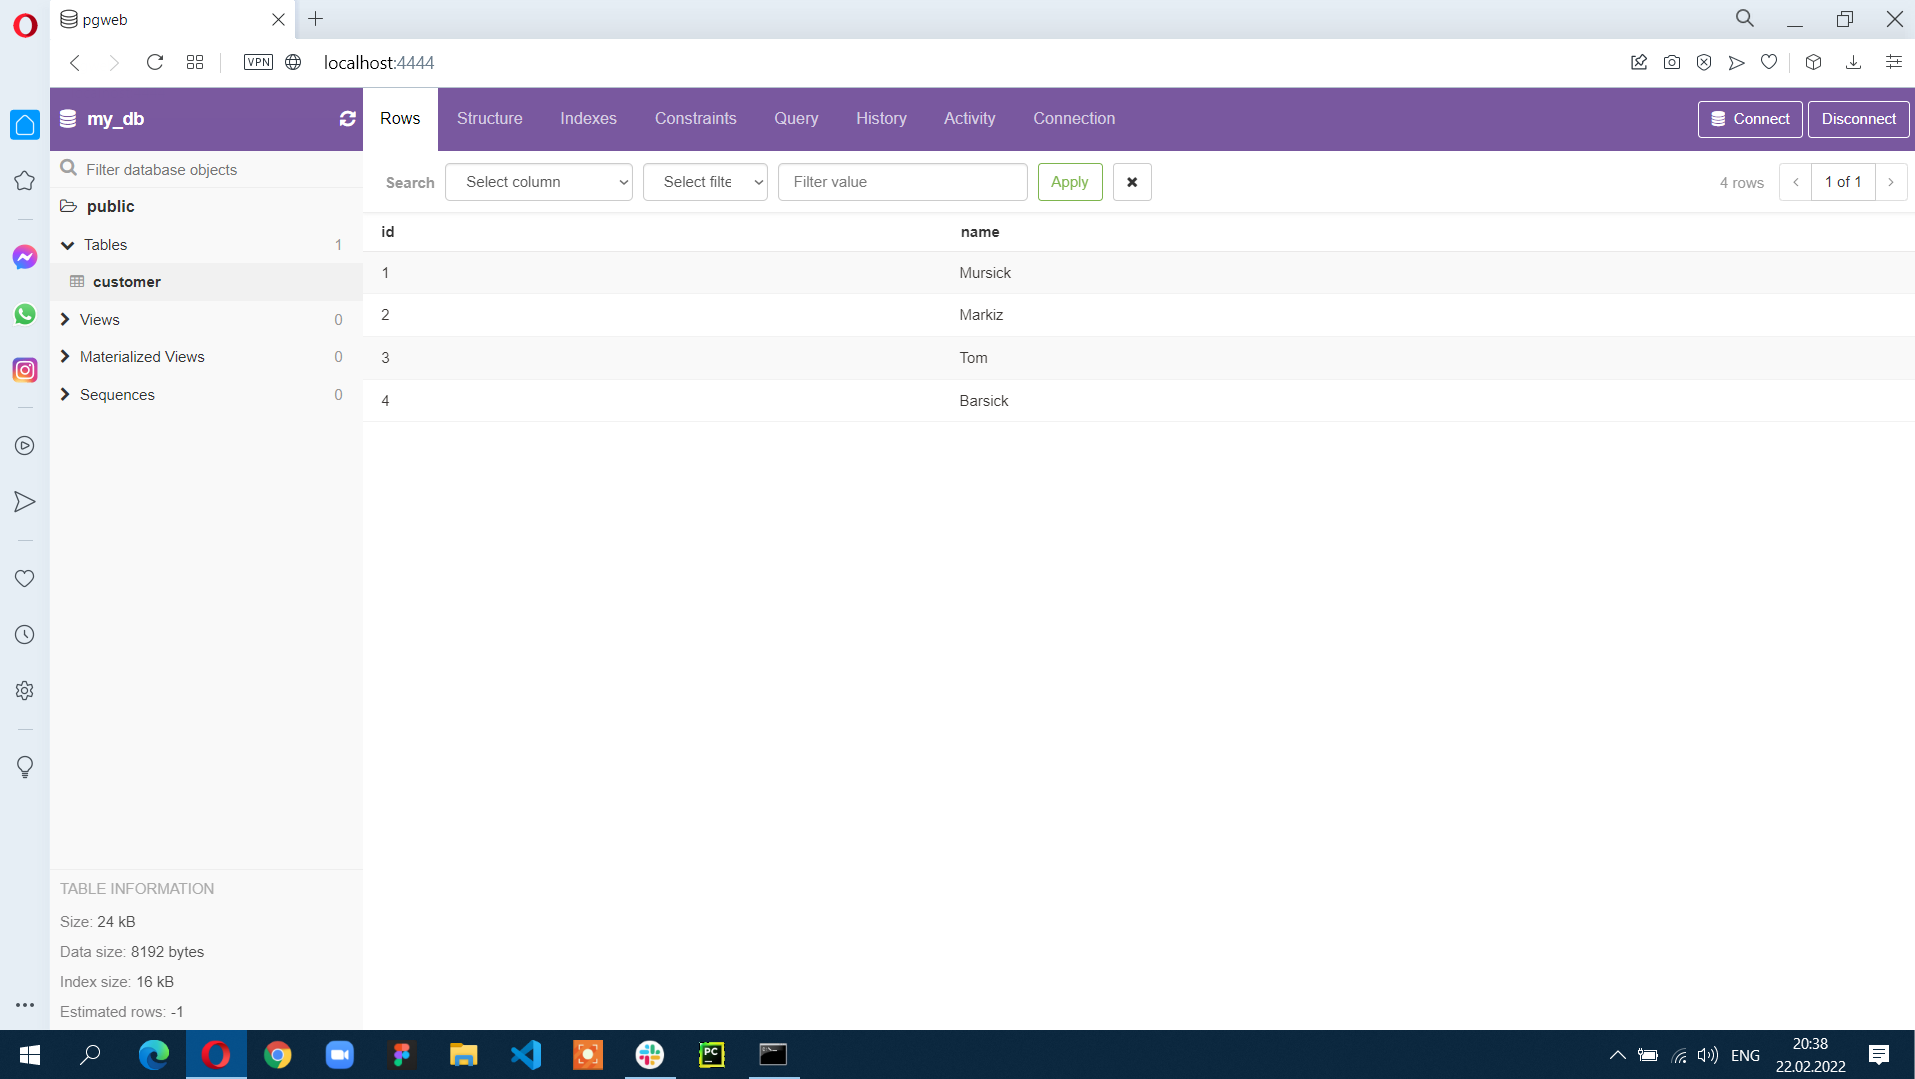 pgweb
VPN localhost:4444
my_db
Rows Structure Indexes Constraints Query History Activity Connection Connect Disconnect
Filter database objects
Search Select column Select filte Filter value Apply 4 rows 1 of 1
public
Tables 1
customer
Views 0
Materialized Views 0
Sequences 0
id name
1 Mursick
2 Markiz
3 Tom
4 Barsick
TABLE INFORMATION
Size: 24 kB
Data size: 8192 bytes
Index size: 16 kB
Estimated rows: -1
PC
ENG
20:38
22.02.2022